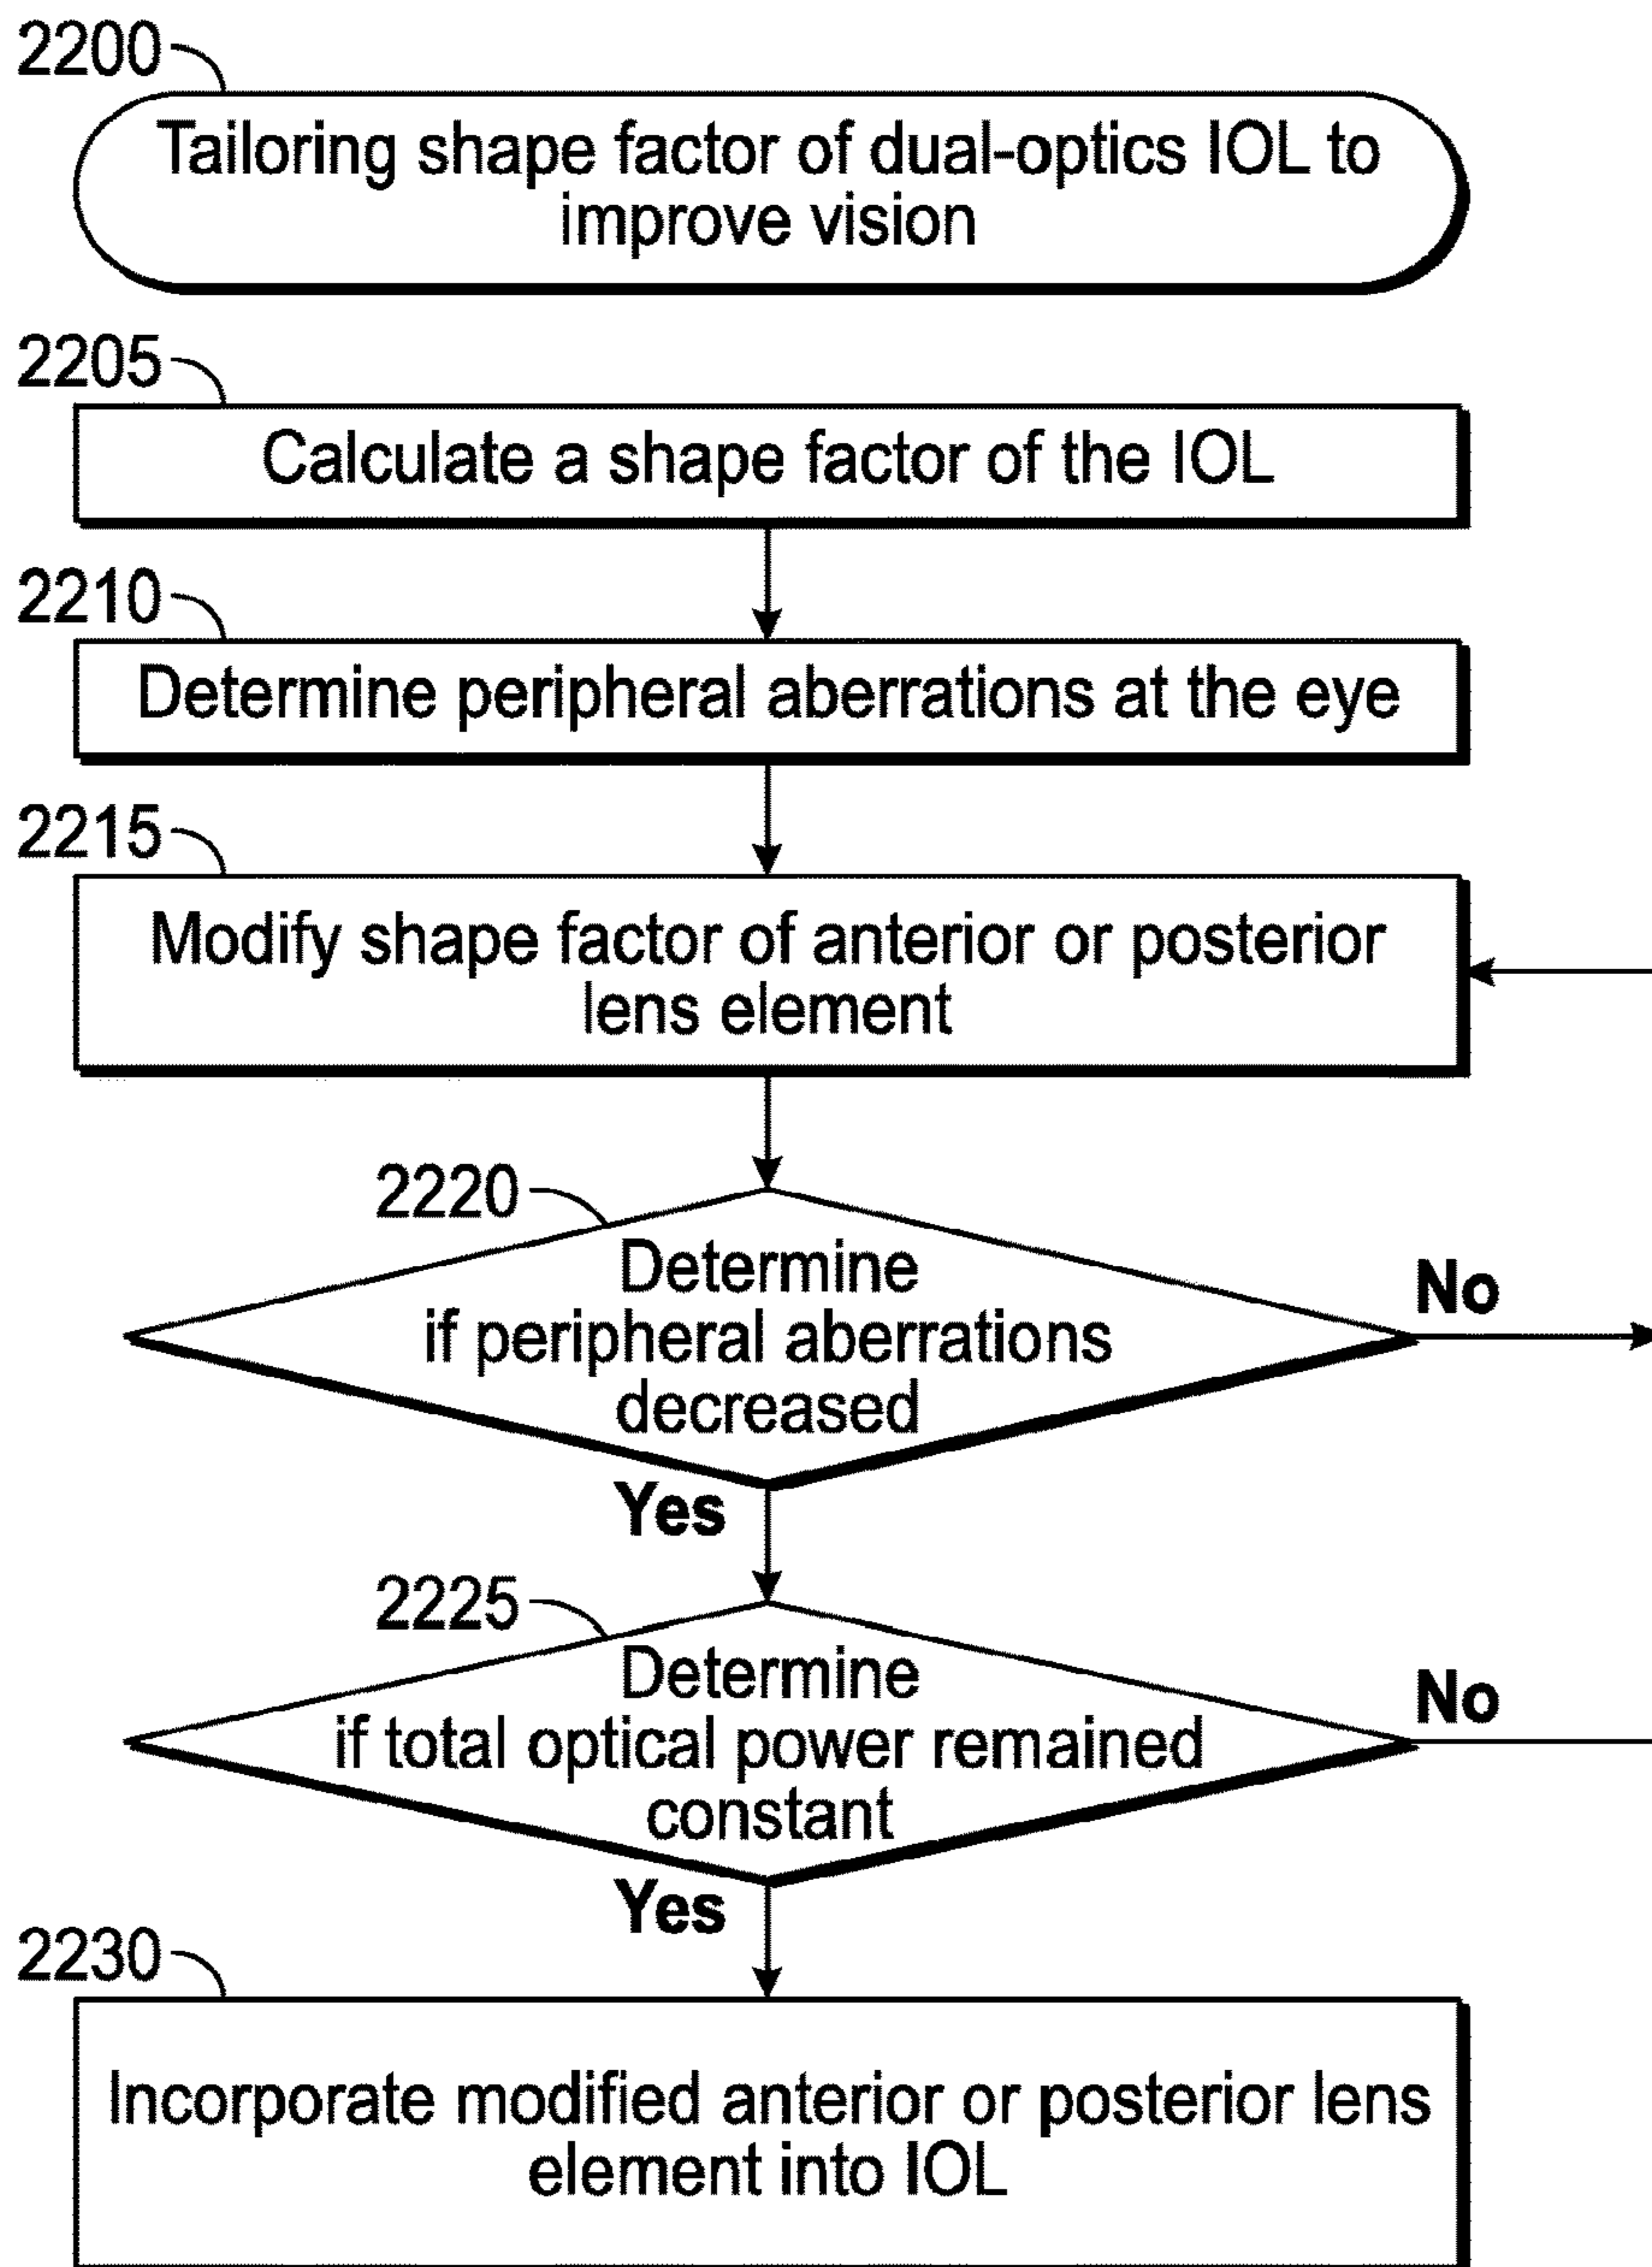 2200
Tailoring shape factor of dual-optics IOL to
improve vision
2205
Calculate a shape factor of the IOL
2210
Determine peripheral aberrations at the eye
2215
Modify shape factor of anterior or posterior
lens element
2220
Determine
if peripheral aberrations
decreased
No
Yes
2225
Determine
if total optical power remained
constant
No
Yes
2230
Incorporate modified anterior or posterior lens
element into IOL